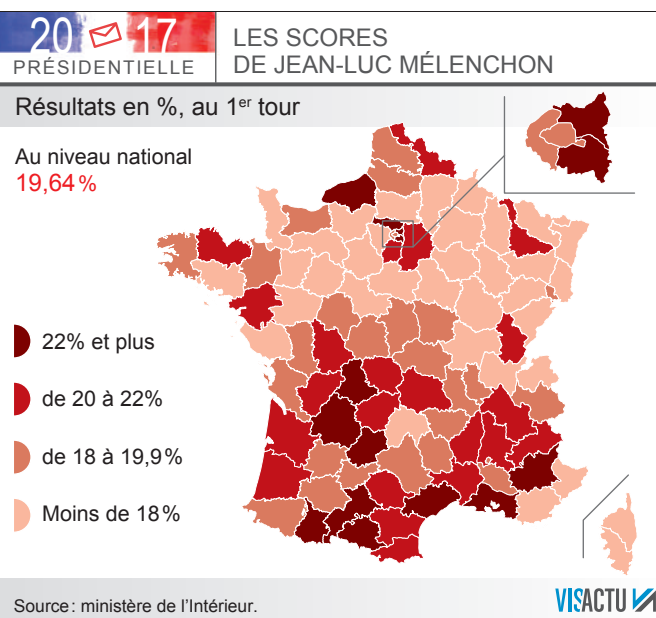 20 17
PRÉSIDENTIELLE
LES SCORES
DE JEAN-LUC MÉLENCHON
Résultats en %, au 1er tour
Au niveau national
19,64 %
22% et plus
de 20 à 22%
de 18 à 19,9%
Moins de 18%
Source : ministère de l'Intérieur.
VISACTU